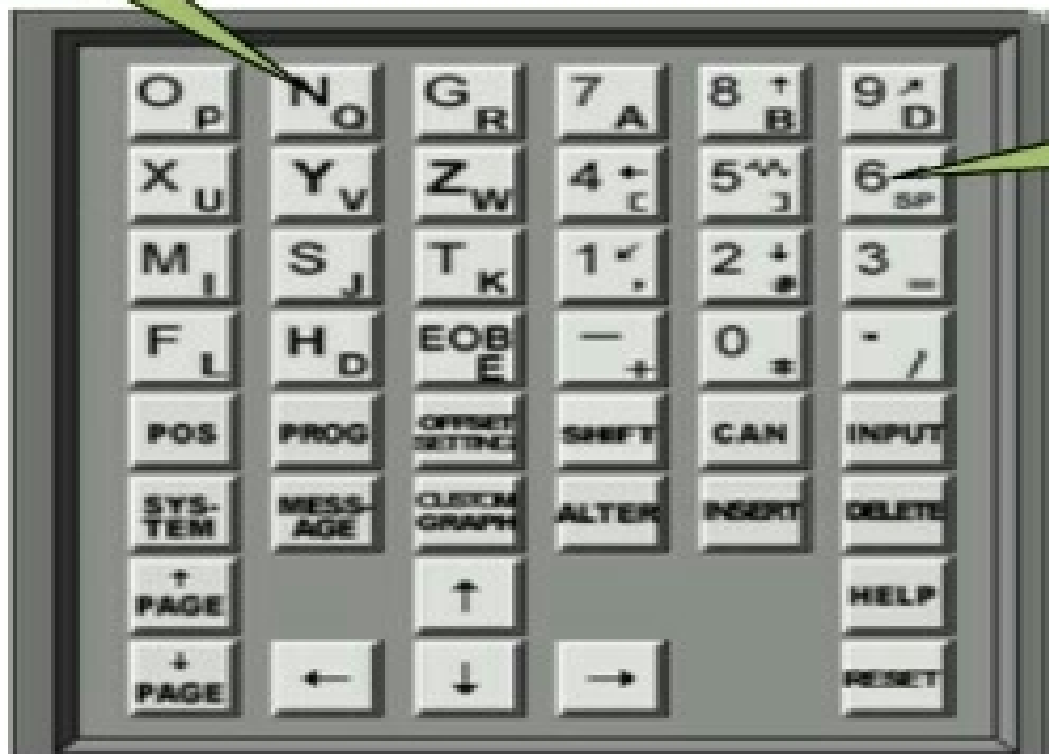 O P N Q G R 7 A 8 ↑ B 9 ↗ D
X U Y V Z W 4 ← [ 5 ] 6 → SP
M I S J T K 1 ↙ , 2 ↓ # 3 =
F L H D EOB E — + 0 * . /
POS PROG OFFSET SETTING SHIFT CAN INPUT
SYS-TEM MESS-AGE CUSTOM GRAPH ALTER INSERT DELETE
↑ PAGE ↑ HELP
↓ PAGE ← ↓ → RESET